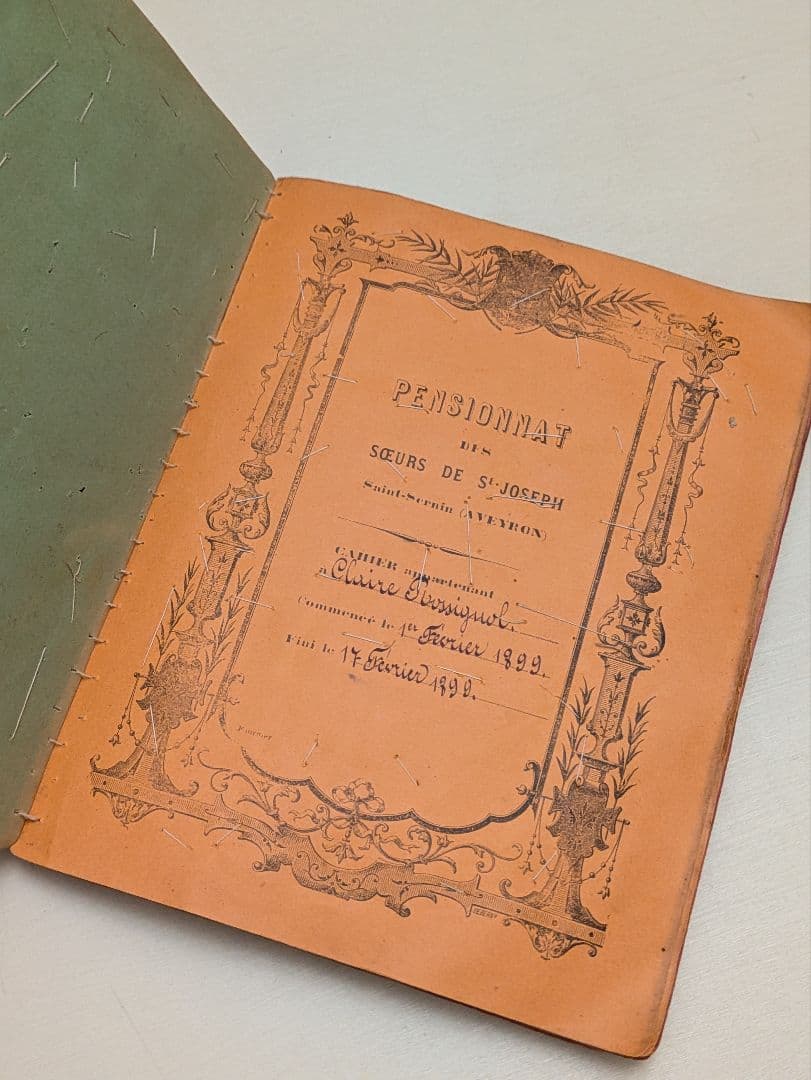 PENSIONNAT
DES
SŒURS DE St. JOSEPH
Saint-Sernin (AVEYRON)
CAHIER appartenant
à Claire Rossignol.
Commencé le 1er Février 1899.
Fini le 17 Février 1899.